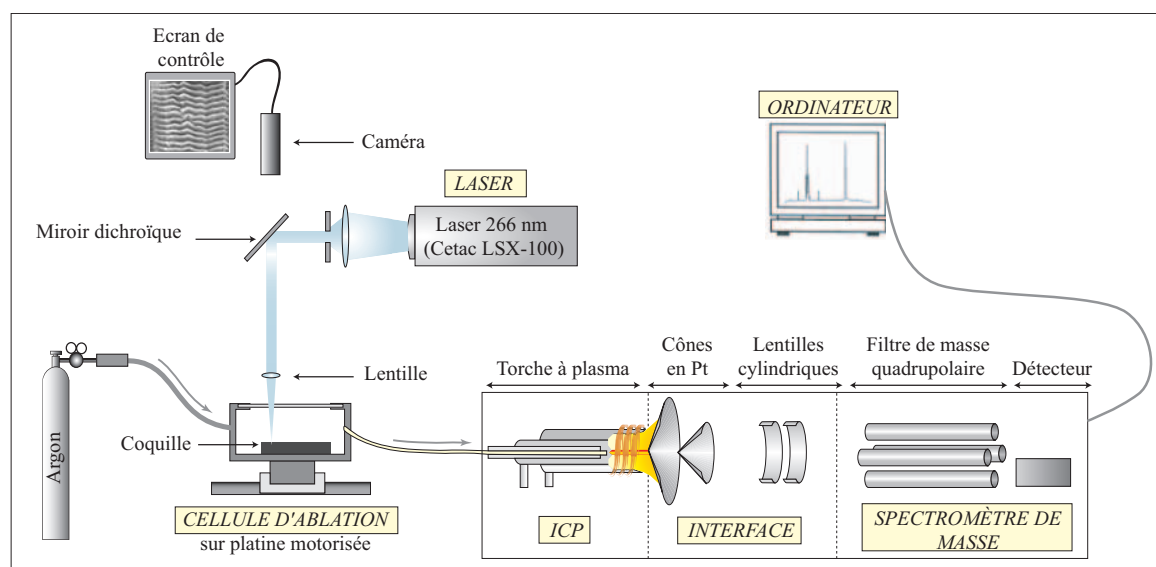 Ecran de
contrôle
Caméra
ORDINATEUR
LASER
Laser 266 nm
(Cetac LSX-100)
Miroir dichroïque
Lentille
Coquille
Argon
CELLULE D'ABLATION
sur platine motorisée
Torche à plasma
Cônes
en Pt
Lentilles
cylindriques
Filtre de masse
quadrupolaire
Détecteur
ICP
INTERFACE
SPECTROMÈTRE DE
MASSE